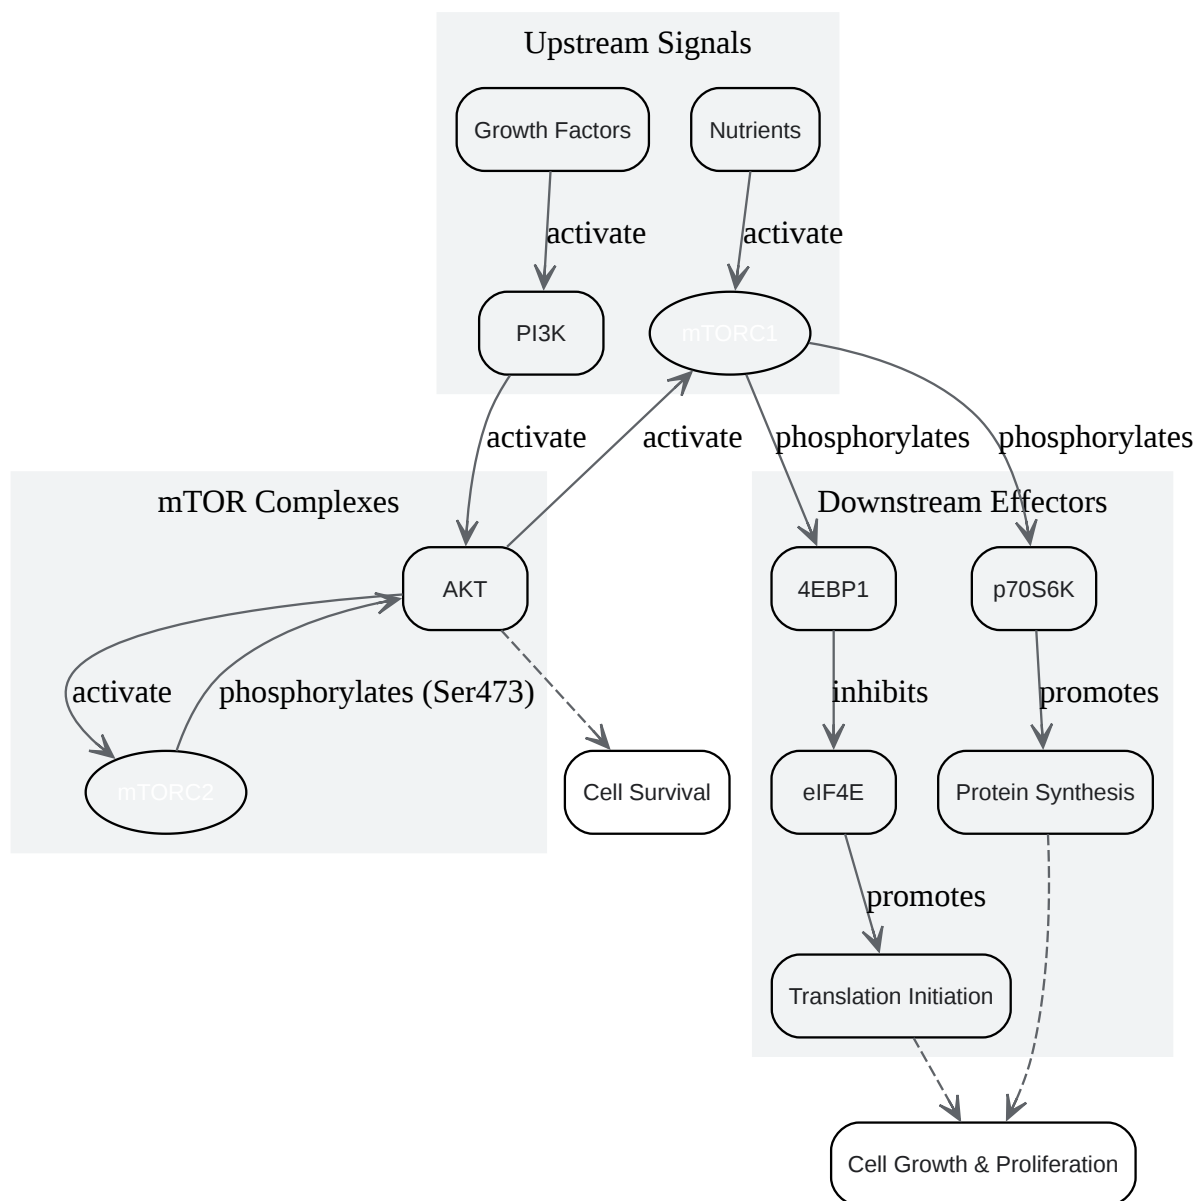 Upstream Signals
Growth Factors
Nutrients
activate
activate
PI3K
mTORC1
activate
activate
phosphorylates
phosphorylates
mTOR Complexes
Downstream Effectors
AKT
4EBP1
p70S6K
activate
phosphorylates (Ser473)
inhibits
promotes
mTORC2
Cell Survival
eIF4E
Protein Synthesis
promotes
Translation Initiation
Cell Growth & Proliferation